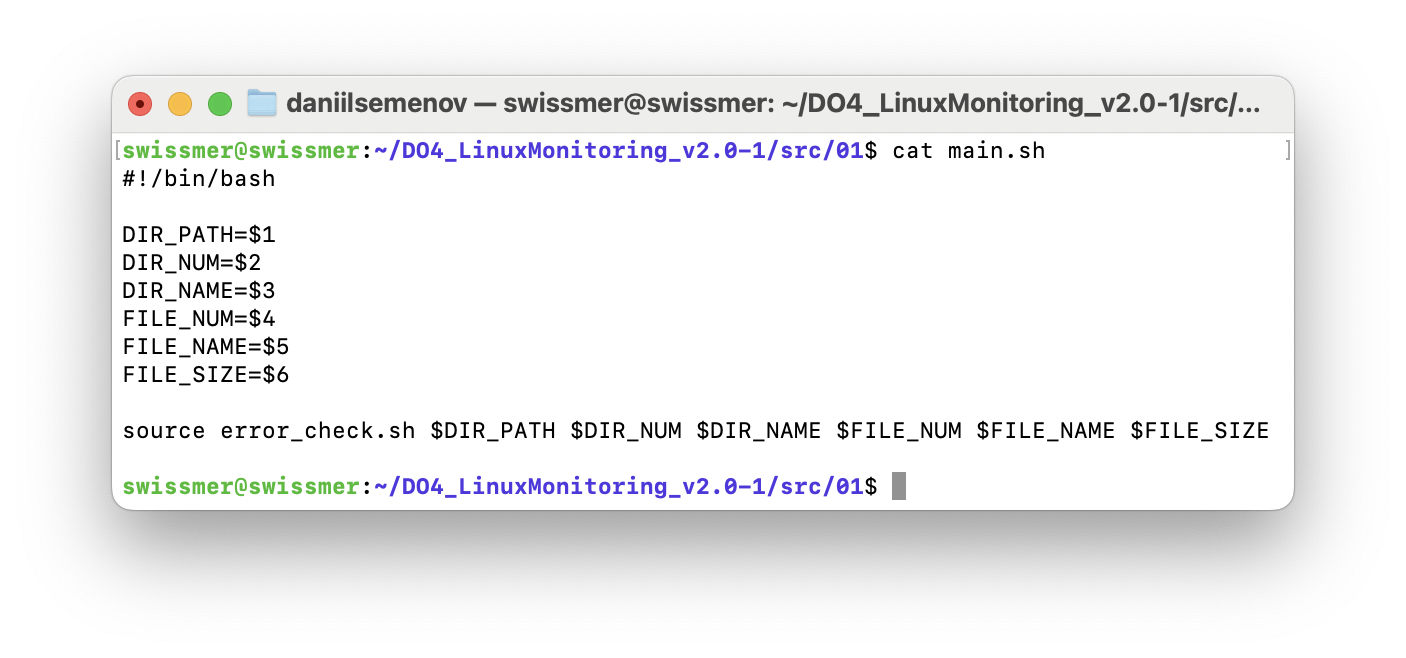 daniilsemenov — swissmer@swissmer: ~/DO4_LinuxMonitoring_v2.0-1/src/...
[swissmer@swissmer:~/DO4_LinuxMonitoring_v2.0-1/src/01$ cat main.sh ]
#!/bin/bash

DIR_PATH=$1
DIR_NUM=$2
DIR_NAME=$3
FILE_NUM=$4
FILE_NAME=$5
FILE_SIZE=$6

source error_check.sh $DIR_PATH $DIR_NUM $DIR_NAME $FILE_NUM $FILE_NAME $FILE_SIZE

swissmer@swissmer:~/DO4_LinuxMonitoring_v2.0-1/src/01$